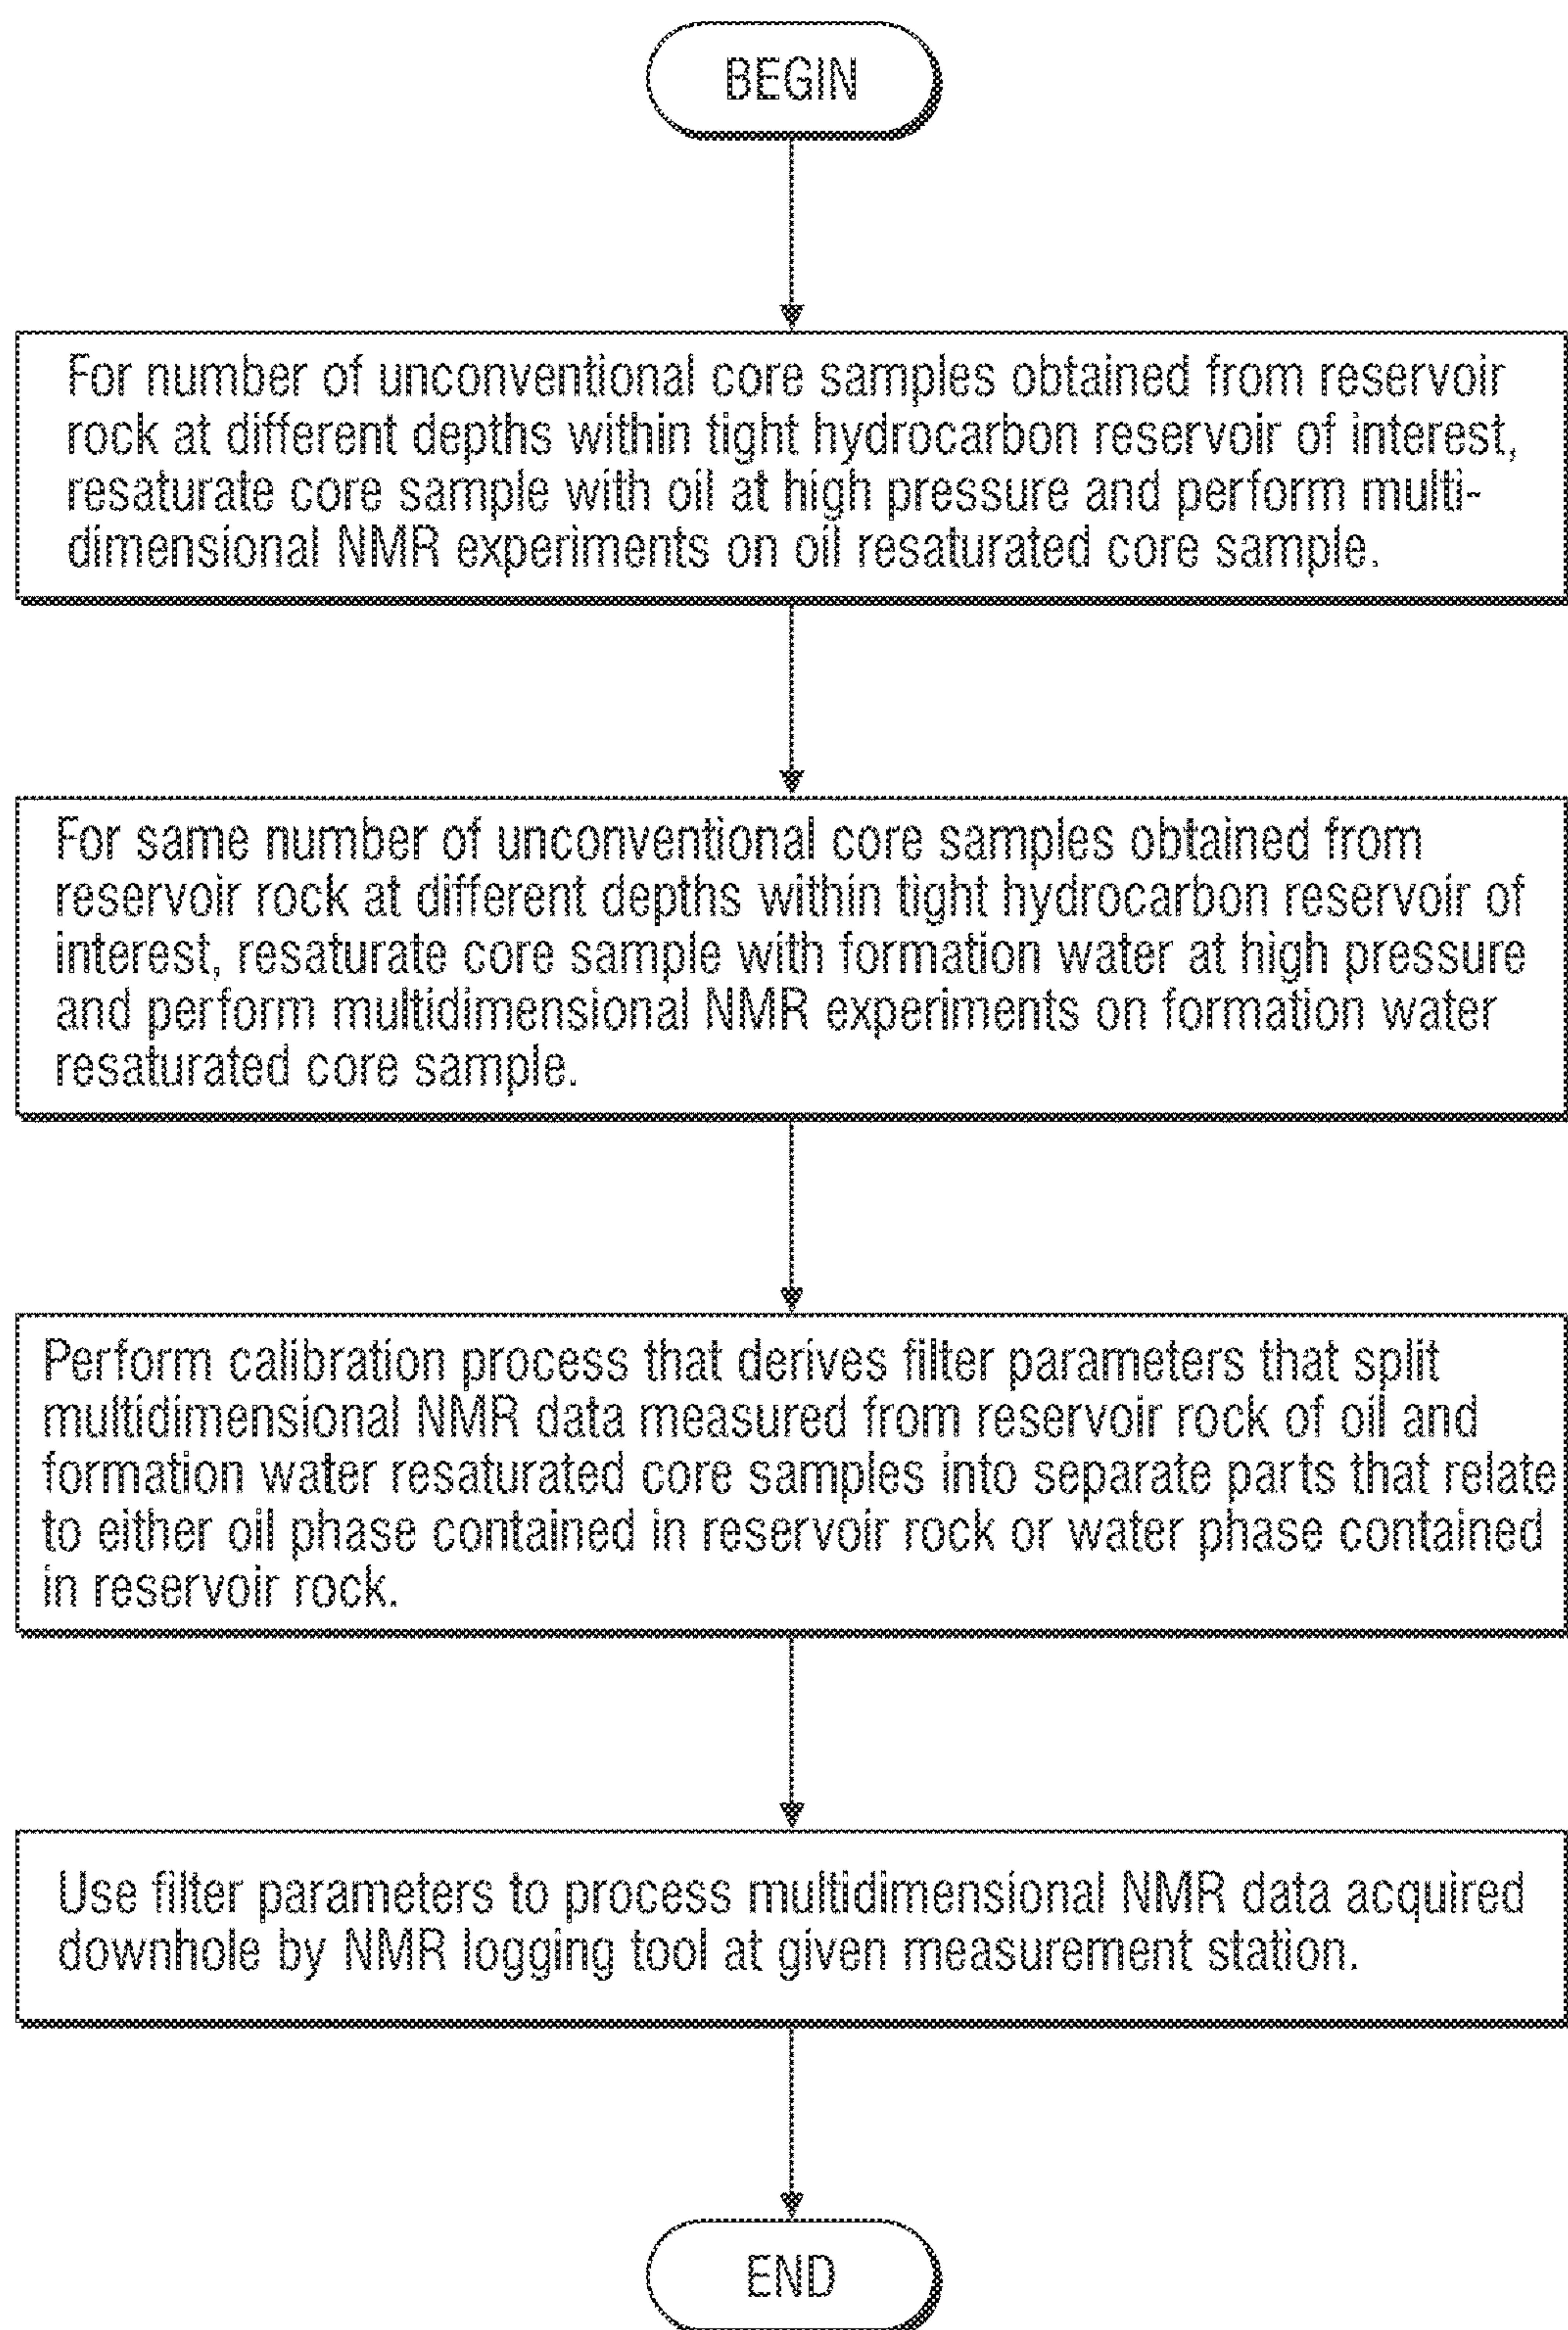 BEGIN
For number of unconventional core samples obtained from reservoir
rock at different depths within tight hydrocarbon reservoir of interest,
resaturate core sample with oil at high pressure and perform multi-
dimensional NMR experiments on oil resaturated core sample.
For same number of unconventional core samples obtained from
reservoir rock at different depths within tight hydrocarbon reservoir of
interest, resaturate core sample with formation water at high pressure
and perform multidimensional NMR experiments on formation water
resaturated core sample.
Perform calibration process that derives filter parameters that split
multidimensional NMR data measured from reservoir rock of oil and
formation water resaturated core samples into separate parts that relate
to either oil phase contained in reservoir rock or water phase contained
in reservoir rock.
Use filter parameters to process multidimensional NMR data acquired
downhole by NMR logging tool at given measurement station.
END